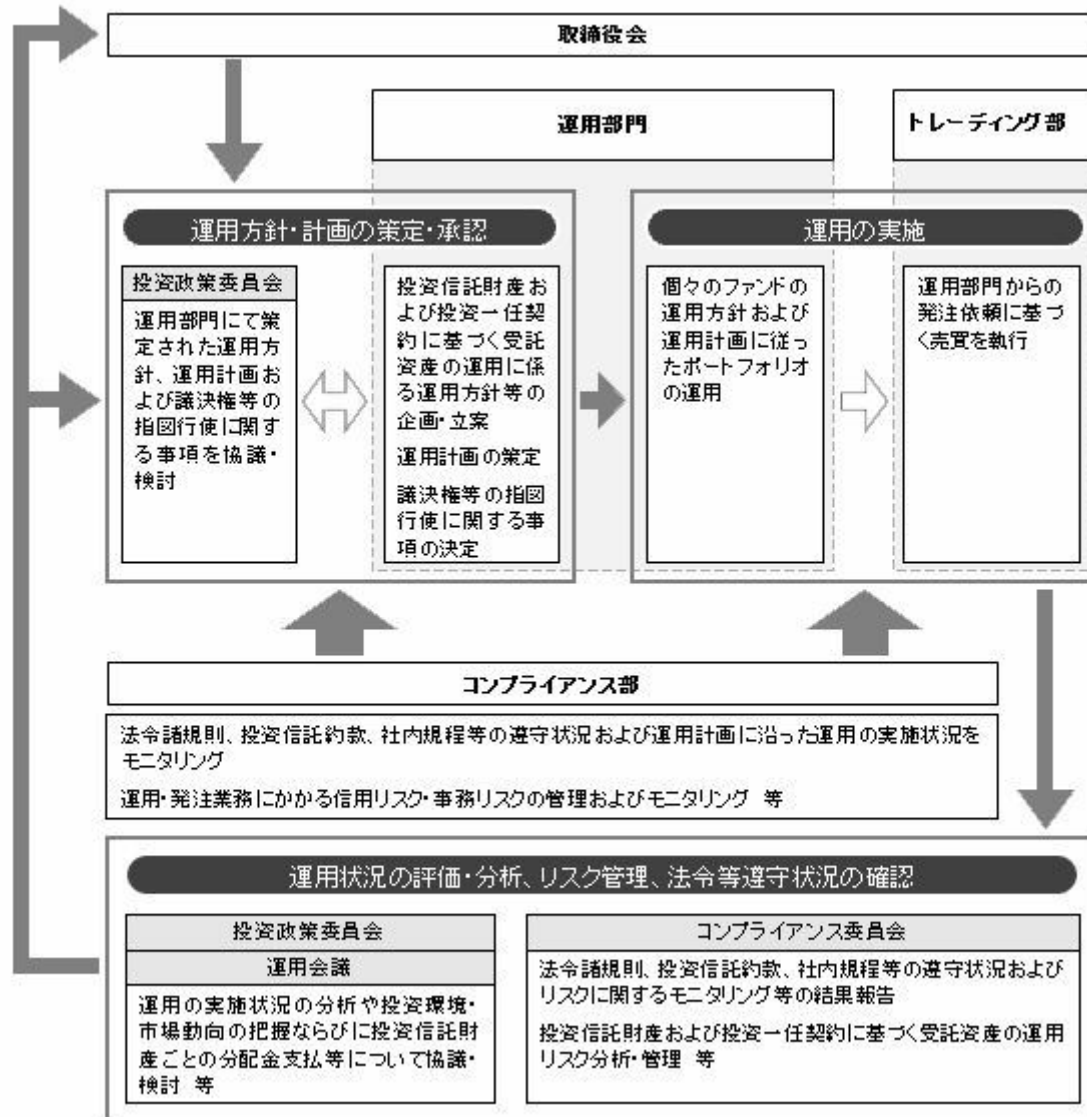 取締役会
運用部門
トレーディング部
運用方針・計画の策定・承認
投資政策委員会
運用部門にて策
定された運用方
針、運用計画お
よび議決権等の
指図行使に関す
る事項を協議・
検討
投資信託財産お
よび投資一任契
約に基づく受託
資産の運用に係
る運用方針等の
企画・立案
運用計画の策定
議決権等の指図
行使に関する事
項の決定
運用の実施
個々のファンドの
運用方針および
運用計画に従っ
たポートフォリオ
の運用
運用部門からの
発注依頼に基づ
く売買を執行
コンプライアンス部
法令諸規則、投資信託約款、社内規程等の遵守状況および運用計画に沿った運用の実施状況を
モニタリング
運用・発注業務にかかる信用リスク・事務リスクの管理およびモニタリング 等
運用状況の評価・分析、リスク管理、法令等遵守状況の確認
投資政策委員会
運用会議
運用の実施状況の分析や投資環境・
市場動向の把握ならびに投資信託財
産ごとの分配金支払等について協議・
検討 等
コンプライアンス委員会
法令諸規則、投資信託約款、社内規程等の遵守状況および
リスクに関するモニタリング等の結果報告
投資信託財産および投資一任契約に基づく受託資産の運用
リスク分析・管理 等